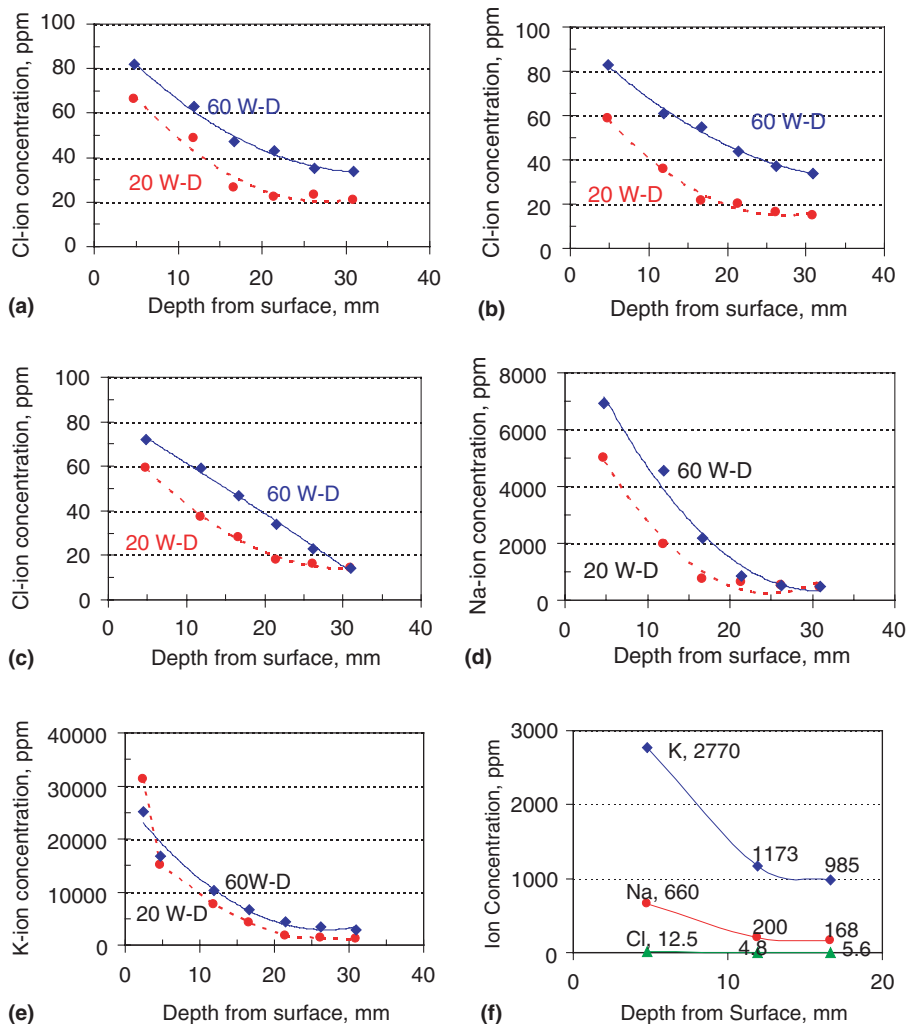 Cl-ion concentration, ppm
100
80
60
40
20
0
60 W-D
20 W-D
0 10 20 30 40
Depth from surface, mm
(a)
Cl-ion concentration, ppm
100
80
60
40
20
0
60 W-D
20 W-D
0 10 20 30 40
Depth from surface, mm
(b)
Cl-ion concentration, ppm
100
80
60
40
20
0
60 W-D
20 W-D
0 10 20 30 40
Depth from surface, mm
(c)
Na-ion concentration, ppm
8000
6000
4000
2000
0
60 W-D
20 W-D
0 10 20 30 40
Depth from surface, mm
(d)
K-ion concentration, ppm
40000
30000
20000
10000
0
60W-D
20 W-D
0 10 20 30 40
Depth from surface, mm
(e)
Ion Concentration, ppm
3000
2000
1000
0
K, 2770
1173
985
Na, 660
200
168
Cl, 12.5
4.8
5.6
0 10 20
Depth from Surface, mm
(f)